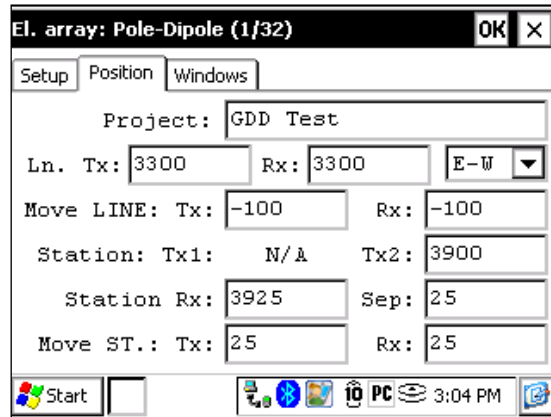 El. array: Pole-Dipole (1/32) OK ×
Setup Position Windows
Project: GDD Test
Ln. Tx: 3300 Rx: 3300 E-W
Move LINE: Tx: -100 Rx: -100
Station: Tx1: N/A Tx2: 3900
Station Rx: 3925 Sep: 25
Move ST.: Tx: 25 Rx: 25
Start PC 3:04 PM